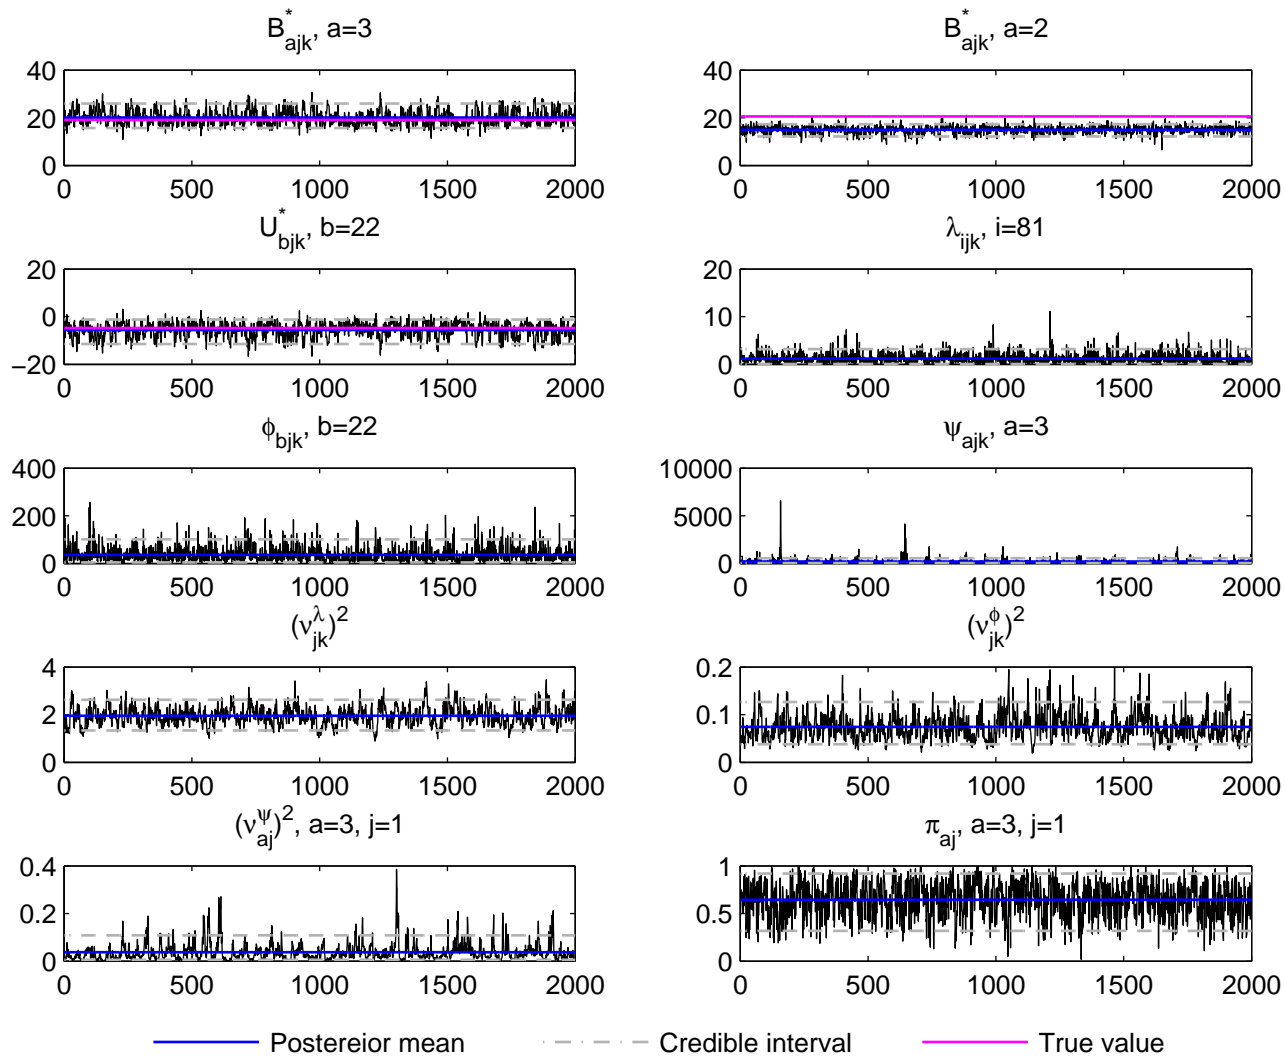 B*ajk, a=3
40
20
0
0 500 1000 1500 2000
B*ajk, a=2
40
20
0
0 500 1000 1500 2000
U*bjk, b=22
20
0
−20
0 500 1000 1500 2000
λijk, i=81
20
10
0
0 500 1000 1500 2000
ϕbjk, b=22
400
200
0
0 500 1000 1500 2000
ψajk, a=3
10000
5000
0
0 500 1000 1500 2000
(νλjk)2
4
2
0
0 500 1000 1500 2000
(νϕjk)2
0.2
0.1
0
0 500 1000 1500 2000
(νψaj)2, a=3, j=1
0.4
0.2
0
0 500 1000 1500 2000
πaj, a=3, j=1
1
0.5
0
0 500 1000 1500 2000
Postereior mean Credible interval True value